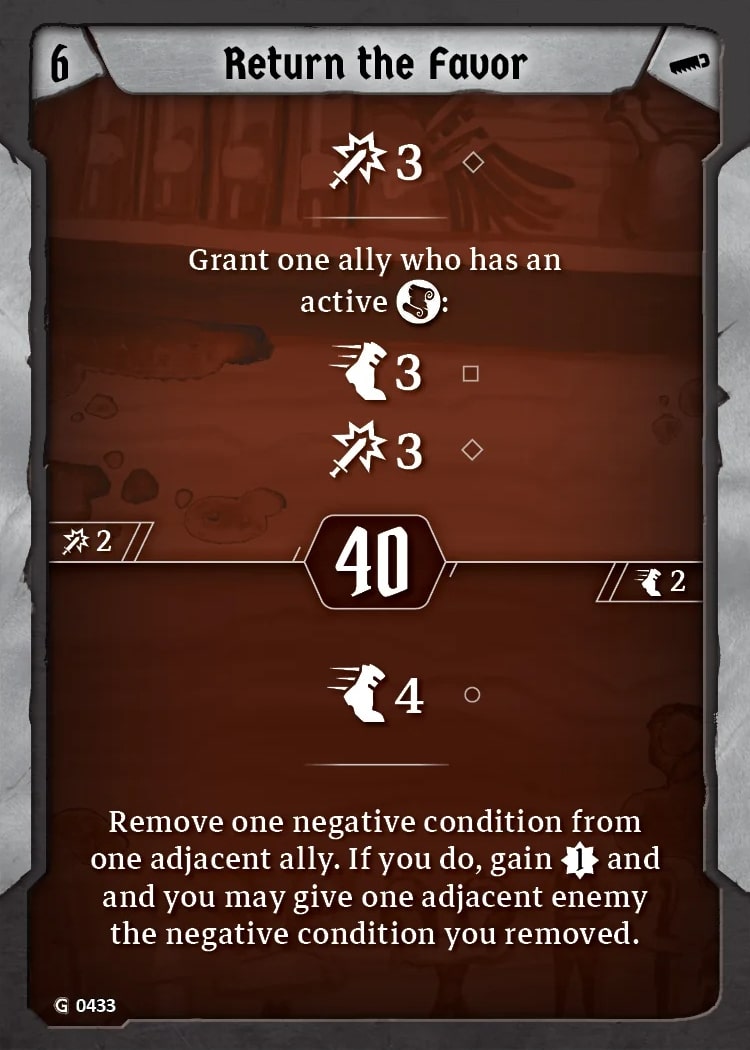 6
Return the Favor
3
Grant one ally who has an
active :
3
3
2
40
2
4
Remove one negative condition from
one adjacent ally. If you do, gain 1 and
and you may give one adjacent enemy
the negative condition you removed.
G 0433